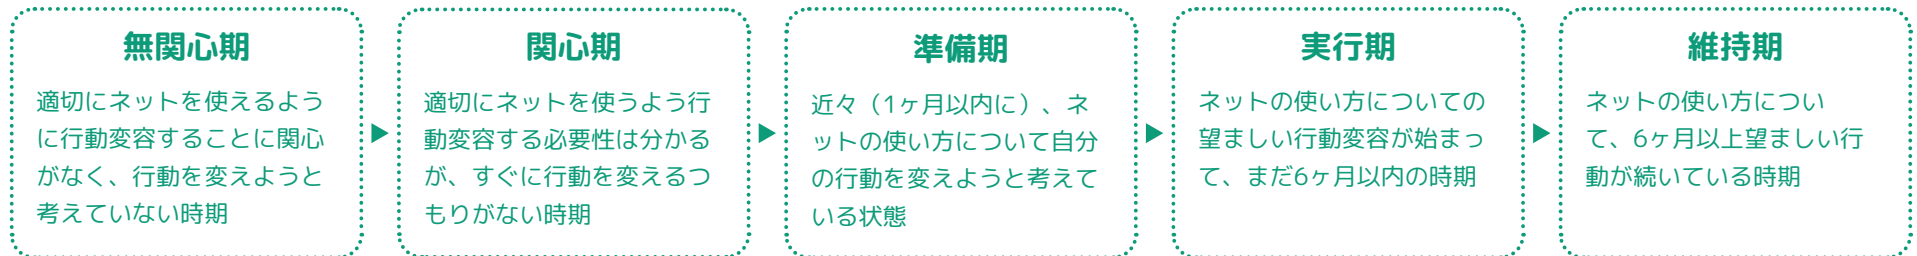 無関心期
適切にネットを使えるよう
に行動変容することに関心
がなく、行動を変えようと
考えていない時期
関心期
適切にネットを使うよう行
動変容する必要性は分かる
が、すぐに行動を変えるつ
もりがない時期
準備期
近々（1ヶ月以内に）、ネ
ットの使い方について自分
の行動を変えようと考えて
いる状態
実行期
ネットの使い方についての
望ましい行動変容が始まっ
て、まだ6ヶ月以内の時期
維持期
ネットの使い方につい
て、6ヶ月以上望ましい行
動が続いている時期